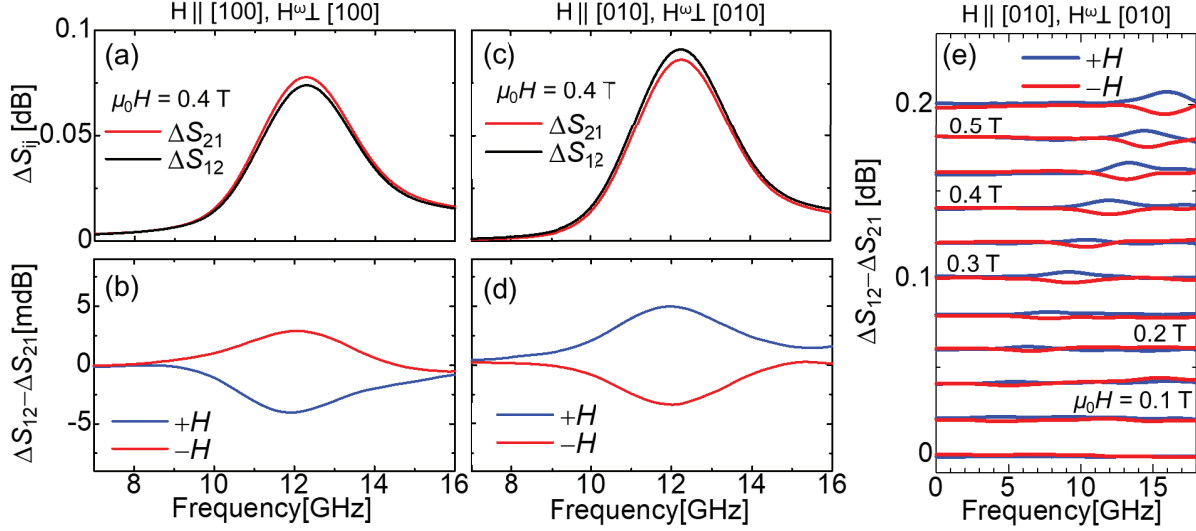 H || [100], H^ω⊥ [100]
(a)
0.1
0.05
0
ΔS_ij [dB]
μ₀H = 0.4 T
ΔS₂₁
ΔS₁₂
(b)
5
0
-5
ΔS₁₂−ΔS₂₁[mdB]
+H
−H
8 10 12 14 16
Frequency[GHz]
H || [010], H^ω⊥ [010]
(c)
μ₀H = 0.4 T
ΔS₂₁
ΔS₁₂
(d)
+H
−H
8 10 12 14 16
Frequency[GHz]
H || [010], H^ω⊥ [010]
(e)
+H
−H
0.2
0.1
0
ΔS₁₂−ΔS₂₁ [dB]
0.5 T
0.4 T
0.3 T
0.2 T
μ₀H = 0.1 T
0 5 10 15
Frequency[GHz]